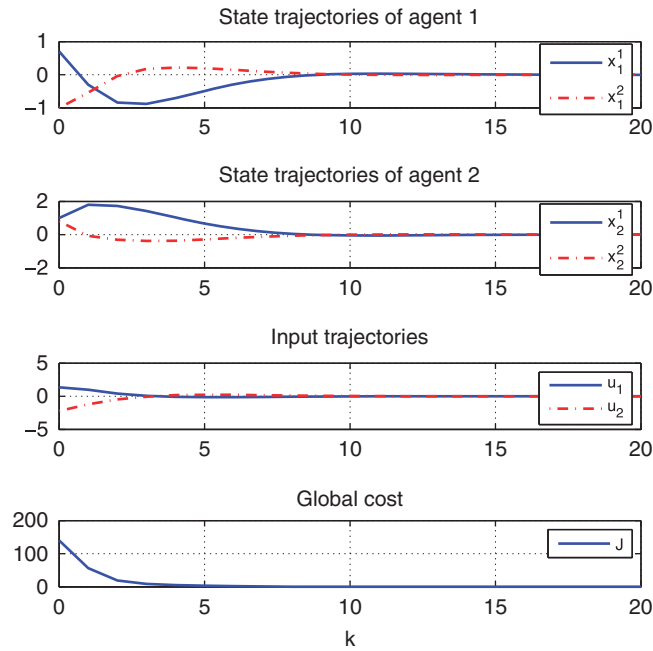 State trajectories of agent 1
1
0
−1
x₁¹
x₁²
0 5 10 15 20
State trajectories of agent 2
2
0
−2
x₂¹
x₂²
0 5 10 15 20
Input trajectories
5
0
−5
u₁
u₂
0 5 10 15 20
Global cost
200
100
0
J
0 5 10 15 20
k